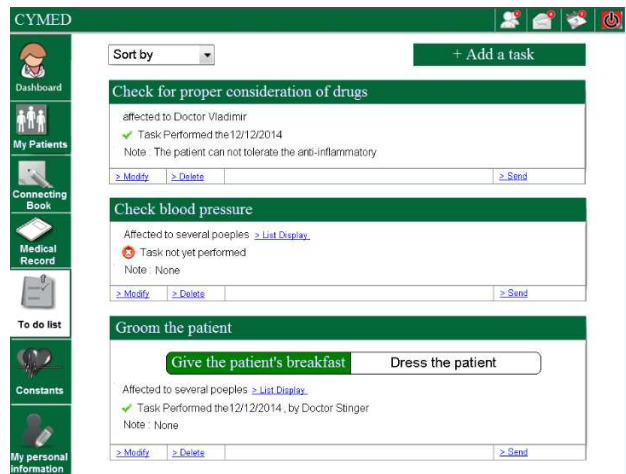 CYMED
Sort by
+ Add a task
Dashboard
My Patients
Connecting
Book
Medical
Record
To do list
Constants
My personal
information
Check for proper consideration of drugs
affected to Doctor Vladimir
Task Performed the12/12/2014
Note : The patient can not tolerate the anti-inflammatory
> Modify > Delete > Send
Check blood pressure
Affected to several poeples > List Display
Task not yet performed
Note : None
> Modify > Delete > Send
Groom the patient
Give the patient's breakfast Dress the patient
Affected to several poeples > List Display
Task Performed the12/12/2014 , by Doctor Stinger
Note : None
> Modify > Delete > Send